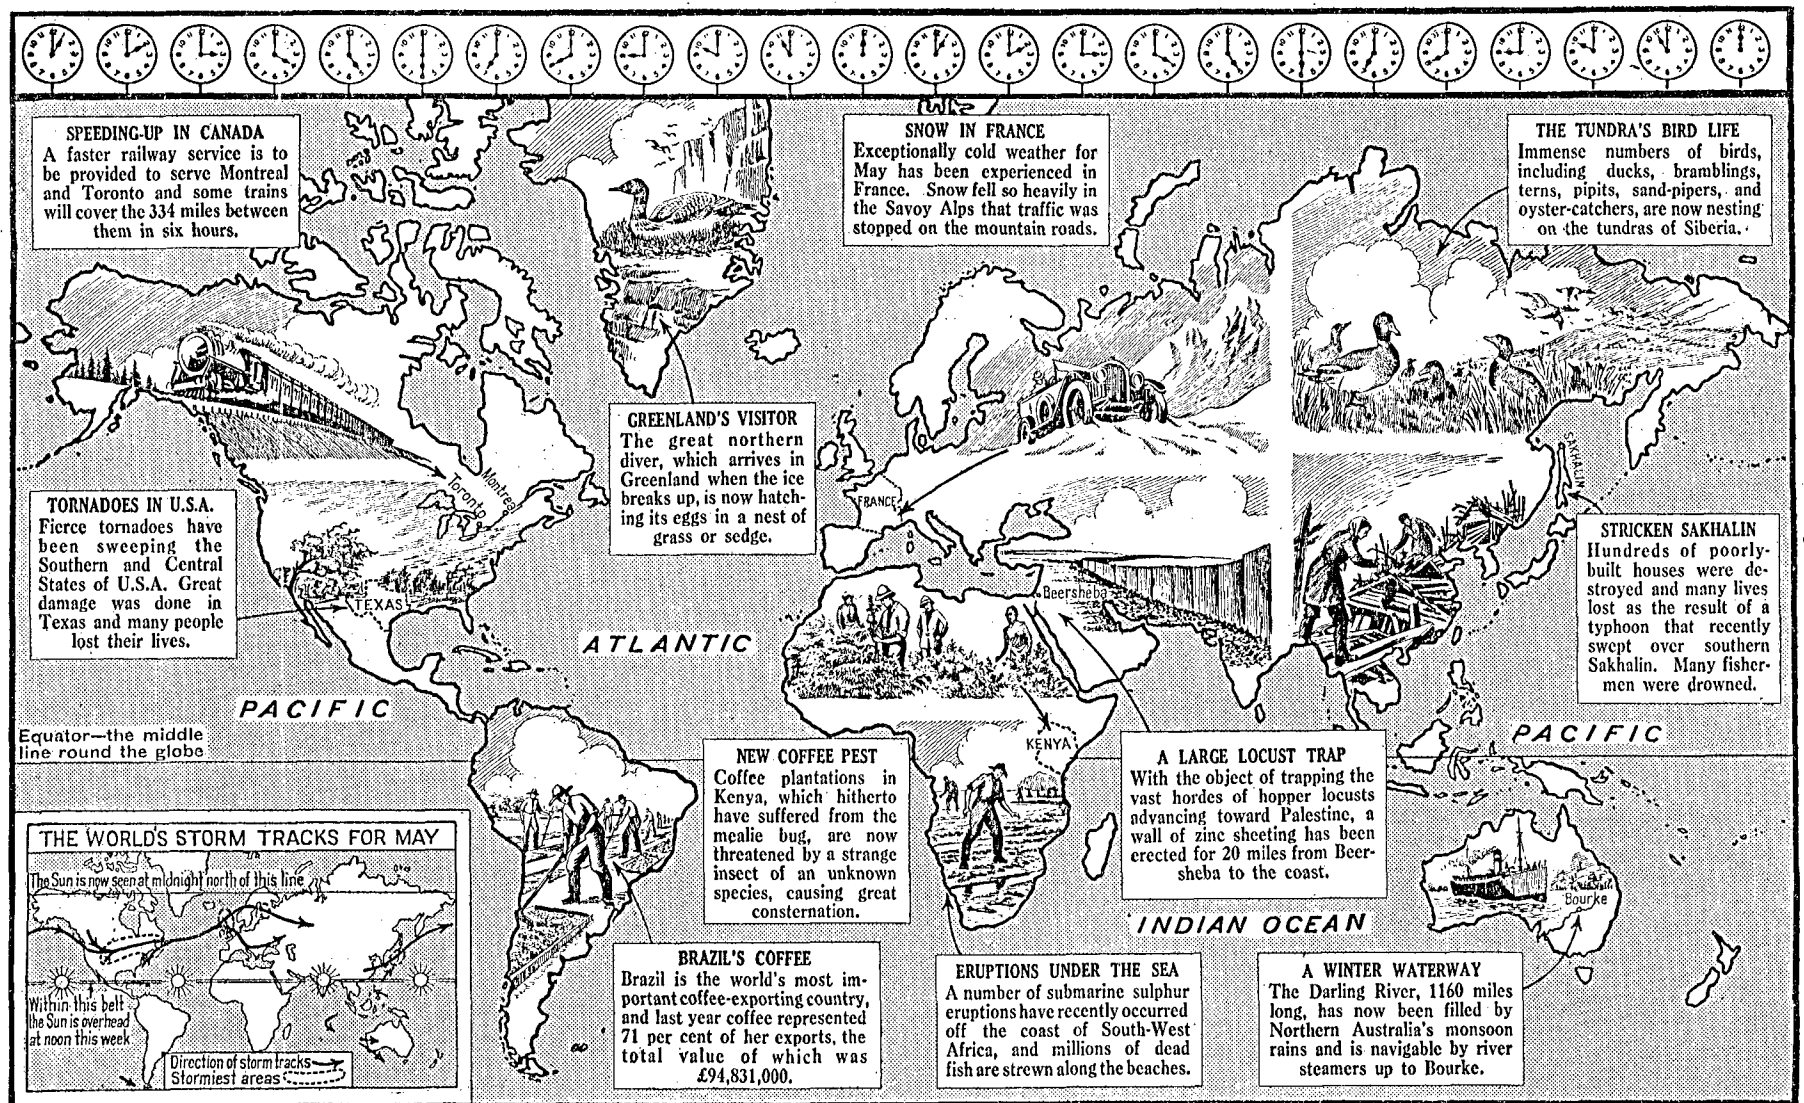 SPEEDING-UP IN CANADA
A faster railway service is to
be provided to serve Montreal
and Toronto and some trains
will cover the 334 miles between
them in six hours.
SNOW IN FRANCE
Exceptionally cold weather for
May has been experienced in
France. Snow fell so heavily in
the Savoy Alps that traffic was
stopped on the mountain roads.
THE TUNDRA'S BIRD LIFE
Immense numbers of birds,
including ducks, bramblings,
terns, pipits, sand-pipers, and
oyster-catchers, are now nesting
on the tundras of Siberia.
GREENLAND'S VISITOR
The great northern
diver, which arrives in
Greenland when the ice
breaks up, is now hatch-
ing its eggs in a nest of
grass or sedge.
Toronto
Montreal
FRANCE
SAKHALIN
TORNADOES IN U.S.A.
Fierce tornadoes have
been sweeping the
Southern and Central
States of U.S.A. Great
damage was done in
Texas and many people
lost their lives.
TEXAS
Beersheba
STRICKEN SAKHALIN
Hundreds of poorly-
built houses were de-
stroyed and many lives
lost as the result of a
typhoon that recently
swept over southern
Sakhalin. Many fisher-
men were drowned.
ATLANTIC
PACIFIC
PACIFIC
Equator—the middle
line round the globe
KENYA
NEW COFFEE PEST
Coffee plantations in
Kenya, which hitherto
have suffered from the
mealie bug, are now
threatened by a strange
insect of an unknown
species, causing great
consternation.
A LARGE LOCUST TRAP
With the object of trapping the
vast hordes of hopper locusts
advancing toward Palestine, a
wall of zinc sheeting has been
erected for 20 miles from Beer-
sheba to the coast.
THE WORLD'S STORM TRACKS FOR MAY
The Sun is now seen at midnight north of this line
Within this belt
the Sun is overhead
at noon this week
Direction of storm tracks
Stormiest areas
Bourke
INDIAN OCEAN
BRAZIL'S COFFEE
Brazil is the world's most im-
portant coffee-exporting country,
and last year coffee represented
71 per cent of her exports, the
total value of which was
£94,831,000.
ERUPTIONS UNDER THE SEA
A number of submarine sulphur
eruptions have recently occurred
off the coast of South-West
Africa, and millions of dead
fish are strewn along the beaches.
A WINTER WATERWAY
The Darling River, 1160 miles
long, has now been filled by
Northern Australia's monsoon
rains and is navigable by river
steamers up to Bourke.